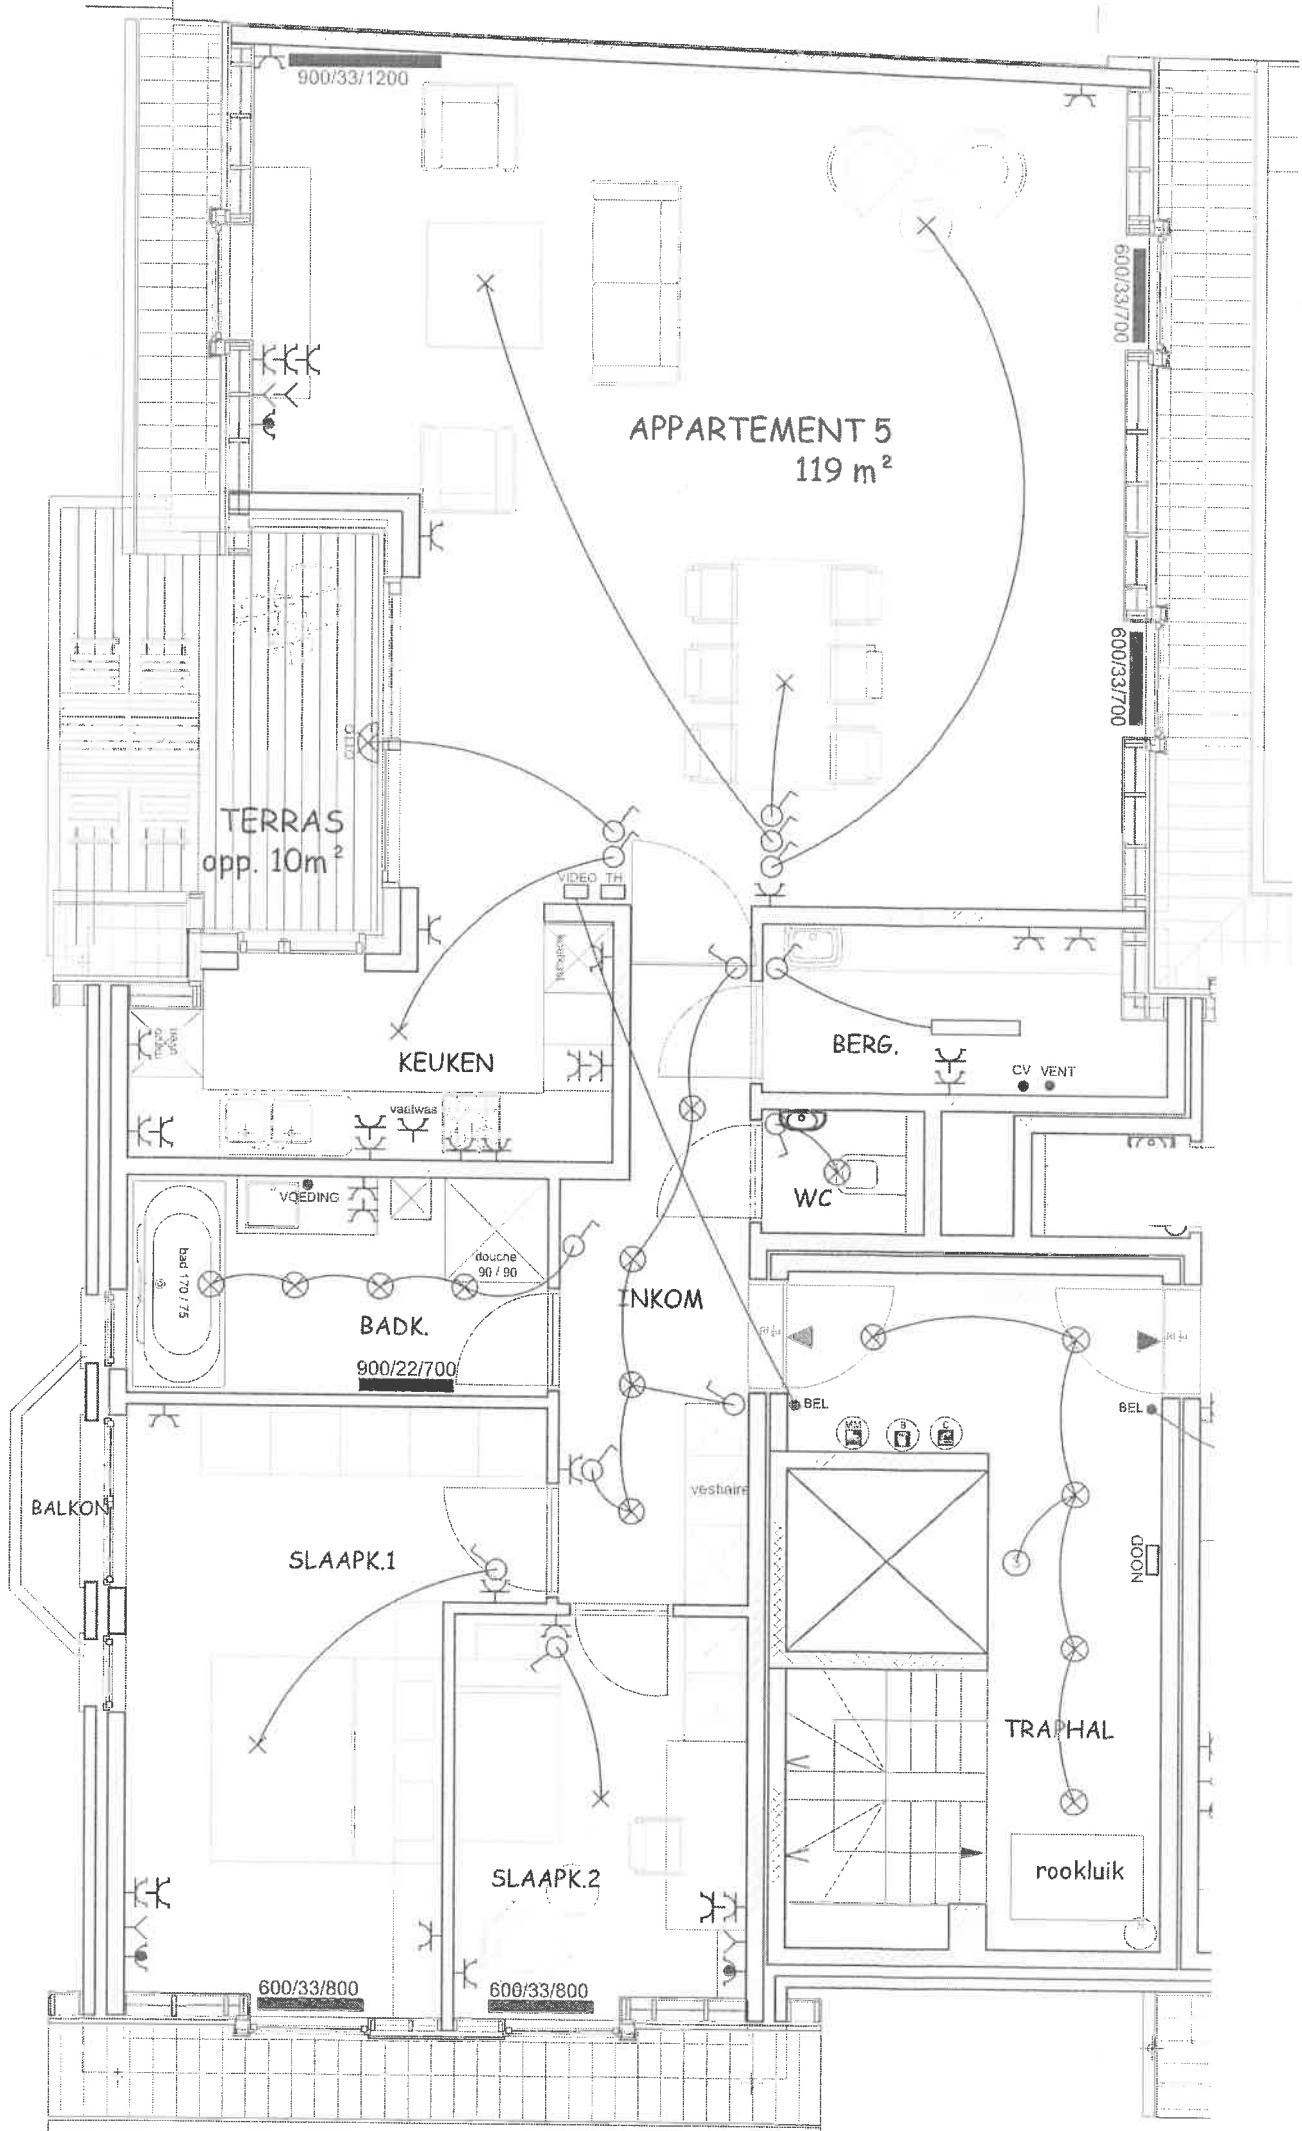 900/33/1200
600/33/700
APPARTEMENT 5
119 m²
600/33/700
TERRAS
opp. 10m²
VIDEO TH
KEUKEN
BERG.
CV VENT
vaatwas
VOEDING
WC
bad 170 / 75
douche
90 / 90
INKOM
BADK.
900/22/700
BEL
BEL
MM
B
C
vestiaire
BALKON
SLAAPK.1
GOON
TRAPHAL
rookluik
SLAAPK.2
600/33/800
600/33/800